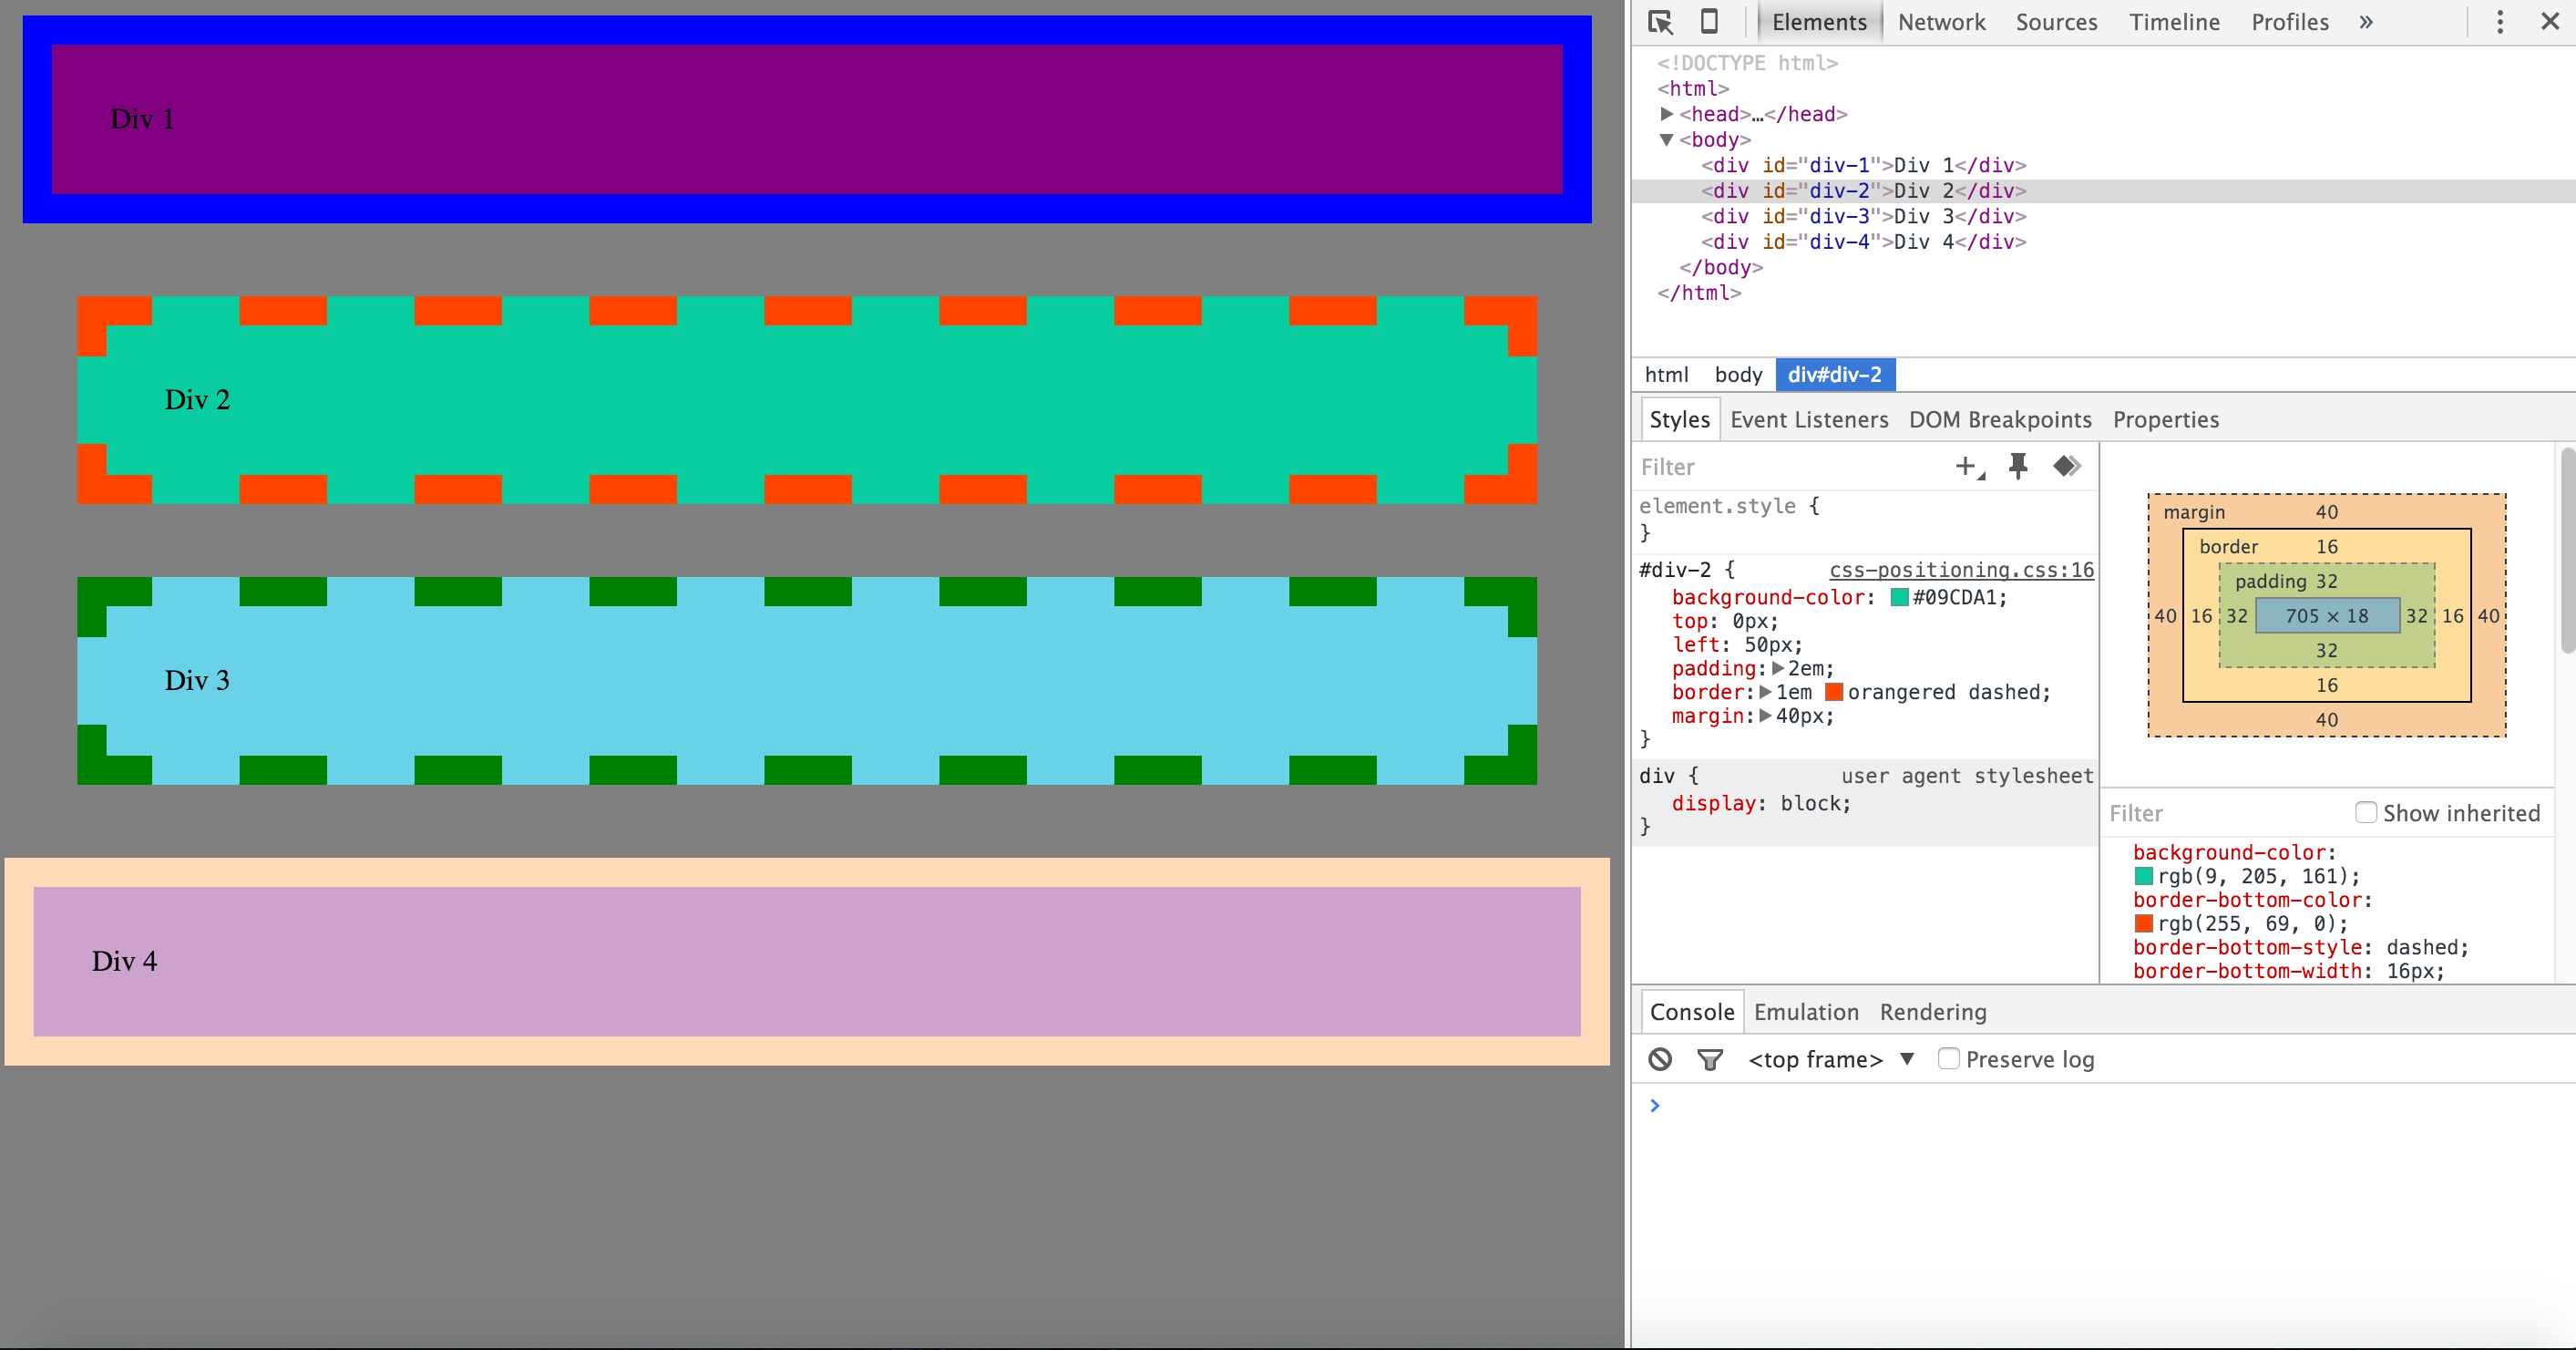 Div 1
Div 2
Div 3
Div 4
Elements Network Sources Timeline Profiles »
<!DOCTYPE html>
<html>
▶<head>…</head>
▼<body>
<div id="div-1">Div 1</div>
<div id="div-2">Div 2</div>
<div id="div-3">Div 3</div>
<div id="div-4">Div 4</div>
</body>
</html>
html body div#div-2
Styles Event Listeners DOM Breakpoints Properties
Filter
element.style {
}
#div-2 { css-positioning.css:16
background-color: #09CDA1;
top: 0px;
left: 50px;
padding:▶2em;
border:▶1em orangered dashed;
margin:▶40px;
}
div { user agent stylesheet
display: block;
}
margin 40
border 16
padding 32
40 16 32 705 × 18 32 16 40
32
16
40
Filter Show inherited
background-color:
rgb(9, 205, 161);
border-bottom-color:
rgb(255, 69, 0);
border-bottom-style: dashed;
border-bottom-width: 16px;
Console Emulation Rendering
<top frame> ▼ Preserve log
>